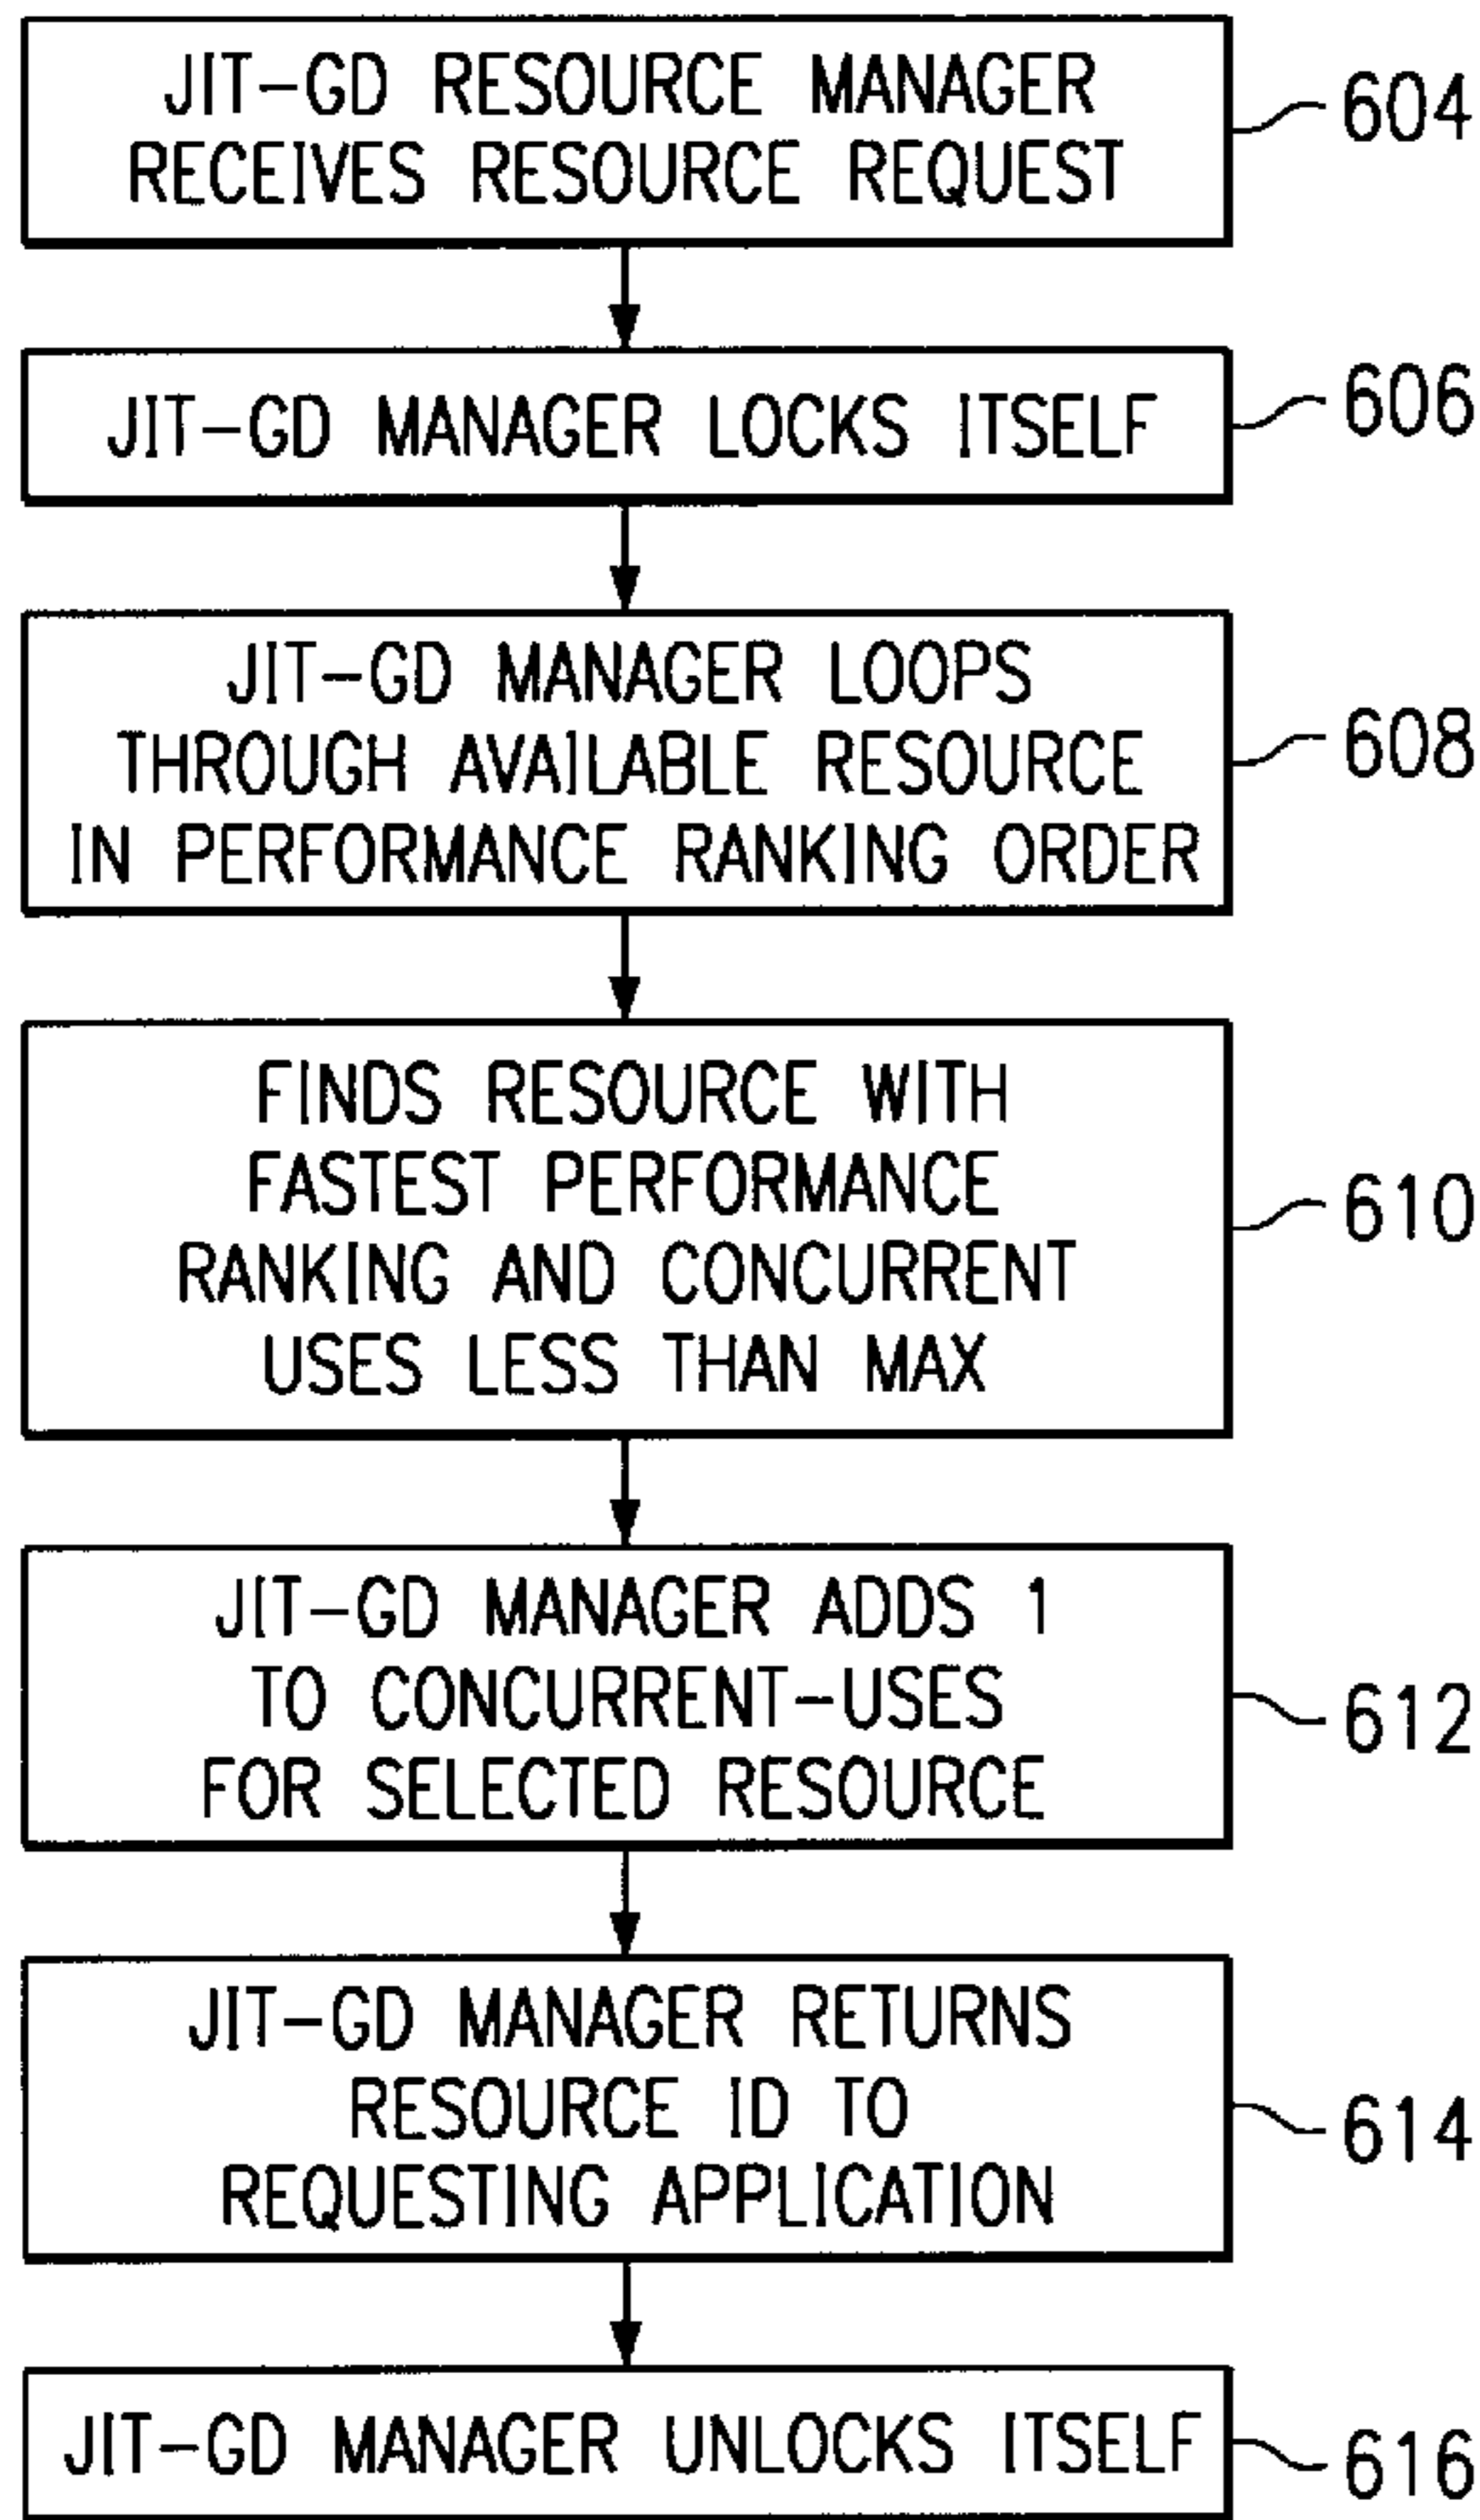 JIT-GD RESOURCE MANAGER
RECEIVES RESOURCE REQUEST
604
JIT-GD MANAGER LOCKS ITSELF
606
JIT-GD MANAGER LOOPS
THROUGH AVAILABLE RESOURCE
IN PERFORMANCE RANKING ORDER
608
FINDS RESOURCE WITH
FASTEST PERFORMANCE
RANKING AND CONCURRENT
USES LESS THAN MAX
610
JIT-GD MANAGER ADDS 1
TO CONCURRENT-USES
FOR SELECTED RESOURCE
612
JIT-GD MANAGER RETURNS
RESOURCE ID TO
REQUESTING APPLICATION
614
JIT-GD MANAGER UNLOCKS ITSELF
616